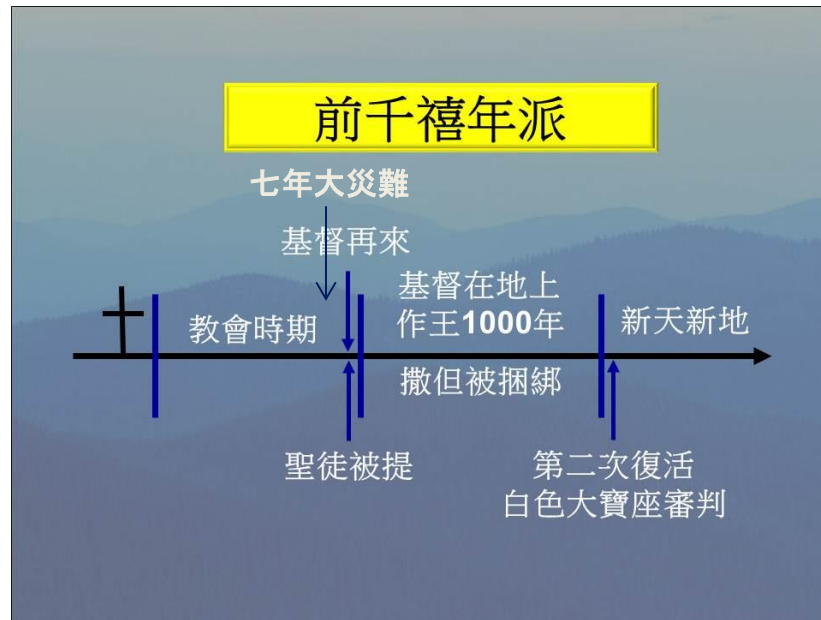 前千禧年派
七年大災難
基督再來
基督在地上
作王1000年
教會時期
新天新地
撒但被捆綁
聖徒被提
第二次復活
白色大寶座審判